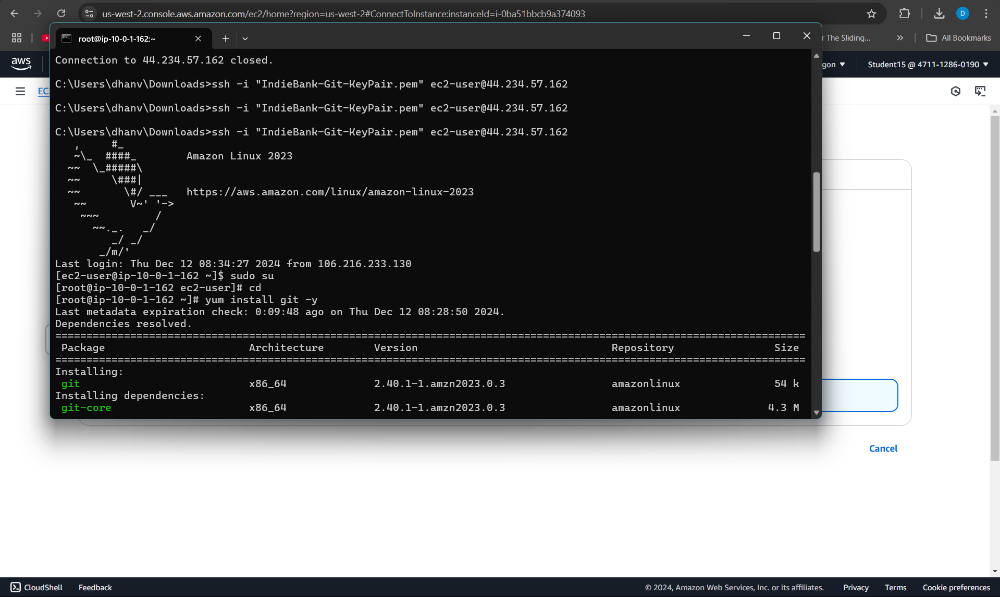 us-west-2.console.aws.amazon.com/ec2/home?region=us-west-2#ConnectToInstance:instanceId=i-0ba51bbcb9a374093
D
root@ip-10-0-1-162:~
r The Sliding...
All Bookmarks
aws
gon
Student15 @ 4711-1286-0190
EC
Connection to 44.234.57.162 closed.
C:\Users\dhanv\Downloads>ssh -i "IndieBank-Git-KeyPair.pem" ec2-user@44.234.57.162
C:\Users\dhanv\Downloads>ssh -i "IndieBank-Git-KeyPair.pem" ec2-user@44.234.57.162
C:\Users\dhanv\Downloads>ssh -i "IndieBank-Git-KeyPair.pem" ec2-user@44.234.57.162
   ,     #_
   ~\_  ####_        Amazon Linux 2023
  ~~  \_#####\
  ~~     \###|
  ~~       \#/ ___   https://aws.amazon.com/linux/amazon-linux-2023
   ~~       V~' '->
    ~~~         /
      ~~._.   _/
         _/ _/
       _/m/'
Last login: Thu Dec 12 08:34:27 2024 from 106.216.233.130
[ec2-user@ip-10-0-1-162 ~]$ sudo su
[root@ip-10-0-1-162 ec2-user]# cd
[root@ip-10-0-1-162 ~]# yum install git -y
Last metadata expiration check: 0:09:48 ago on Thu Dec 12 08:28:50 2024.
Dependencies resolved.
========================================================================================================================
Package Architecture Version Repository Size
========================================================================================================================
Installing:
git x86_64 2.40.1-1.amzn2023.0.3 amazonlinux 54 k
Installing dependencies:
git-core x86_64 2.40.1-1.amzn2023.0.3 amazonlinux 4.3 M
Cancel
CloudShell Feedback © 2024, Amazon Web Services, Inc. or its affiliates. Privacy Terms Cookie preferences